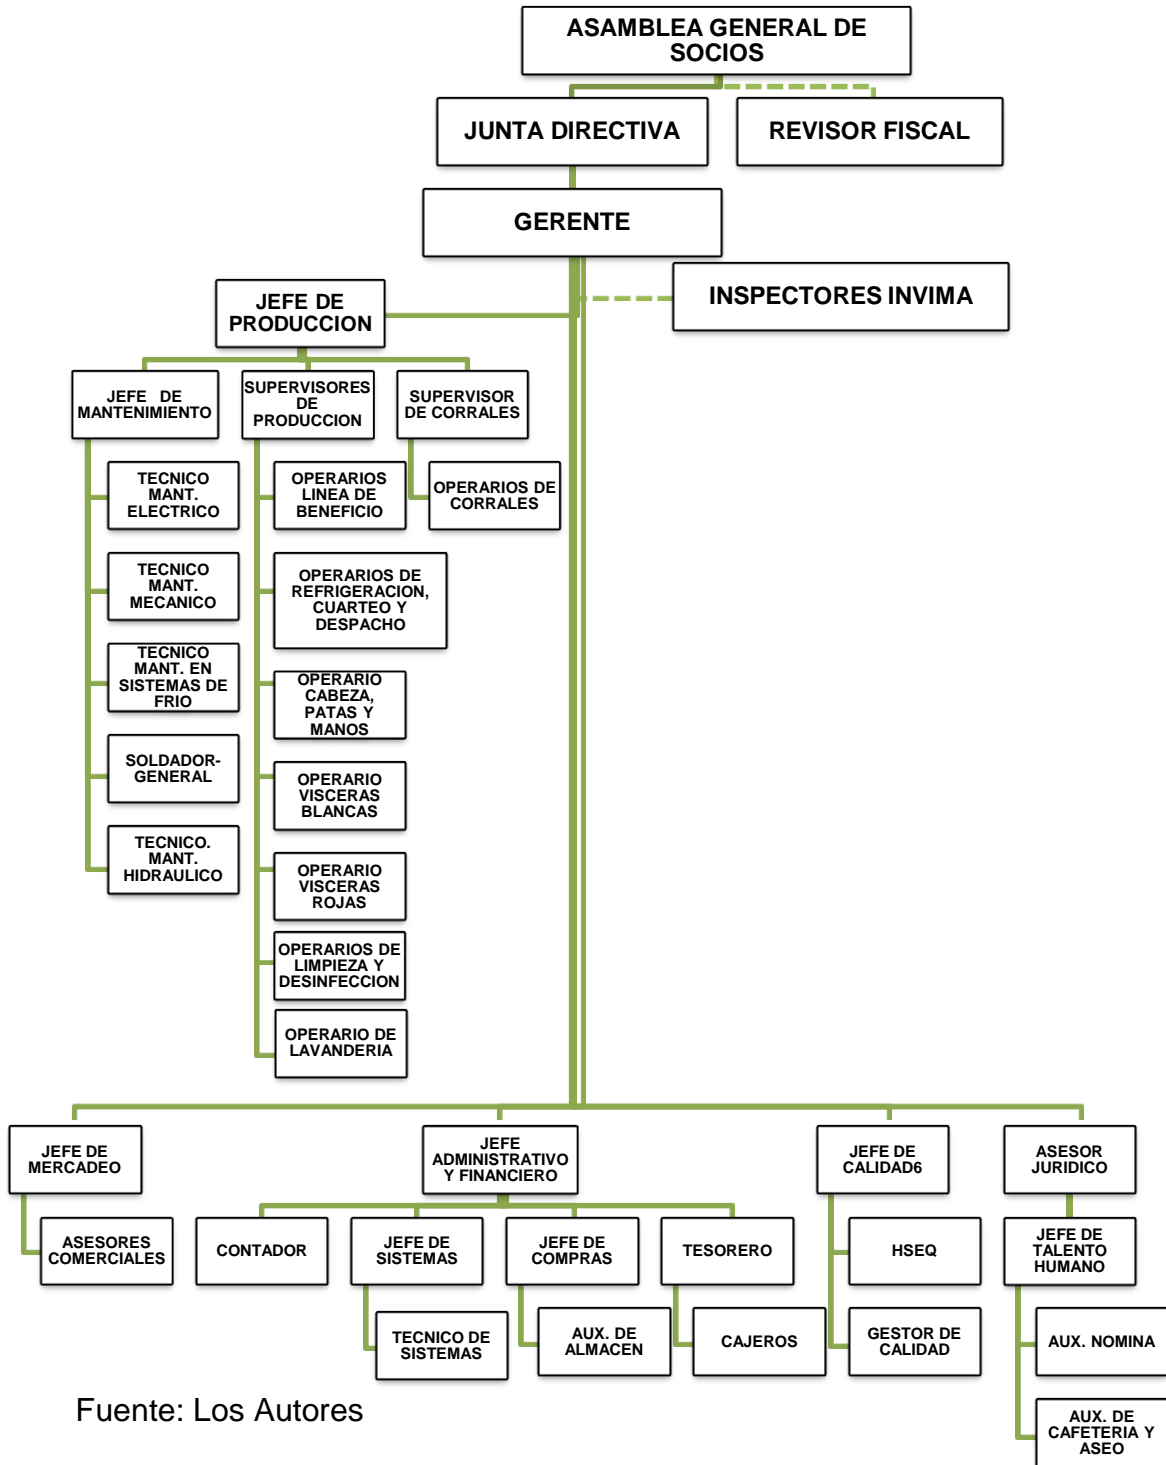 ASAMBLEA GENERAL DE
SOCIOS
JUNTA DIRECTIVA
REVISOR FISCAL
GERENTE
INSPECTORES INVIMA
JEFE DE
PRODUCCION
JEFE DE
MANTENIMIENTO
SUPERVISORES
DE
PRODUCCION
SUPERVISOR
DE CORRALES
TECNICO
MANT.
ELECTRICO
TECNICO
MANT.
MECANICO
TECNICO
MANT. EN
SISTEMAS DE
FRIO
SOLDADOR-
GENERAL
TECNICO.
MANT.
HIDRAULICO
OPERARIOS
LINEA DE
BENEFICIO
OPERARIOS DE
REFRIGERACION,
CUARTEO Y
DESPACHO
OPERARIO
CABEZA,
PATAS Y
MANOS
OPERARIO
VISCERAS
BLANCAS
OPERARIO
VISCERAS
ROJAS
OPERARIOS DE
LIMPIEZA Y
DESINFECCION
OPERARIO DE
LAVANDERIA
OPERARIOS DE
CORRALES
JEFE DE
MERCADEO
ASESORES
COMERCIALES
JEFE
ADMINISTRATIVO
Y FINANCIERO
CONTADOR
JEFE DE
SISTEMAS
TECNICO DE
SISTEMAS
JEFE DE
COMPRAS
AUX. DE
ALMACEN
TESORERO
CAJEROS
JEFE DE
CALIDAD6
HSEQ
GESTOR DE
CALIDAD
ASESOR
JURIDICO
JEFE DE
TALENTO
HUMANO
AUX. NOMINA
AUX. DE
CAFETERIA Y
ASEO
Fuente: Los Autores